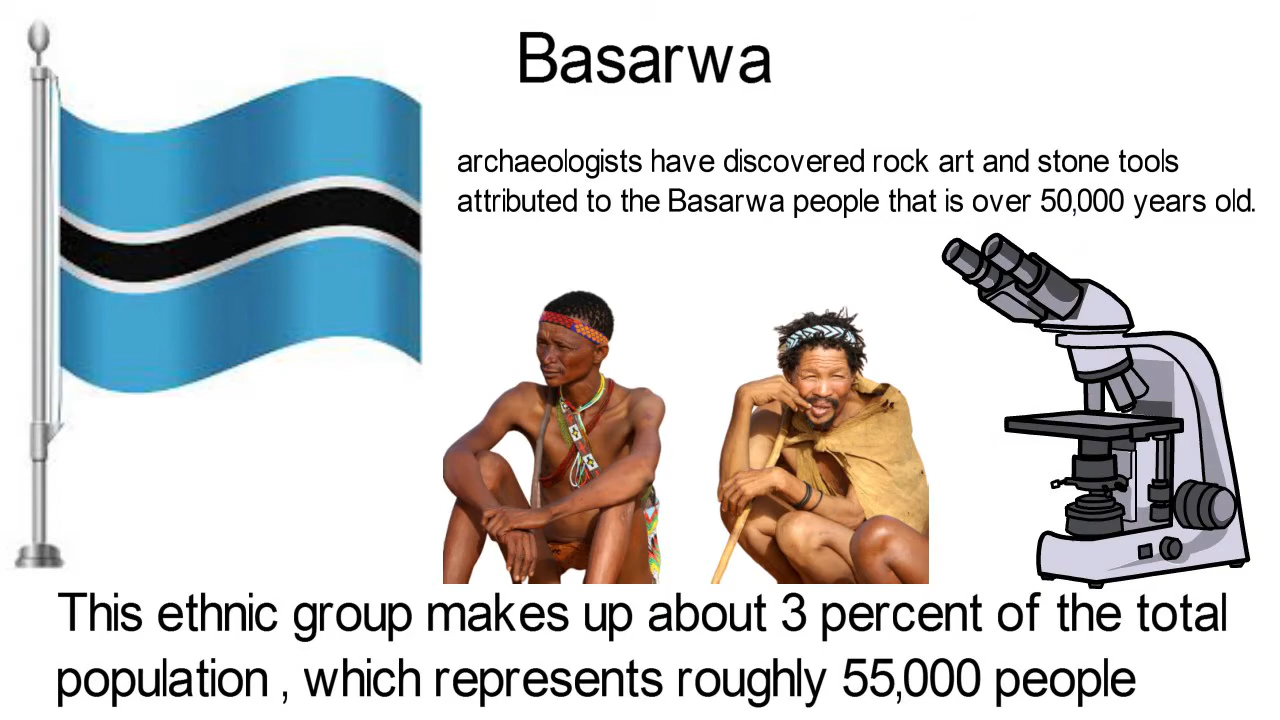 Basarwa
archaeologists have discovered rock art and stone tools
attributed to the Basarwa people that is over 50,000 years old.
This ethnic group makes up about 3 percent of the total
population , which represents roughly 55,000 people